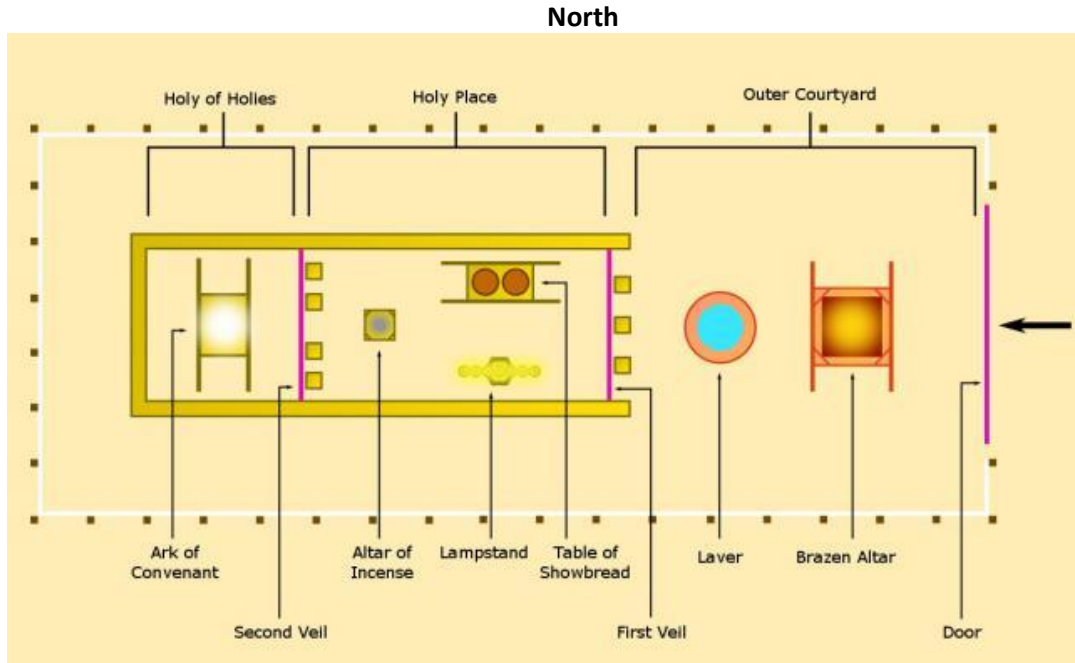 North
Holy of Holies
Holy Place
Outer Courtyard
Ark of
Convenant
Altar of
Incense
Lampstand
Table of
Showbread
Laver
Brazen Altar
Second Veil
First Veil
Door